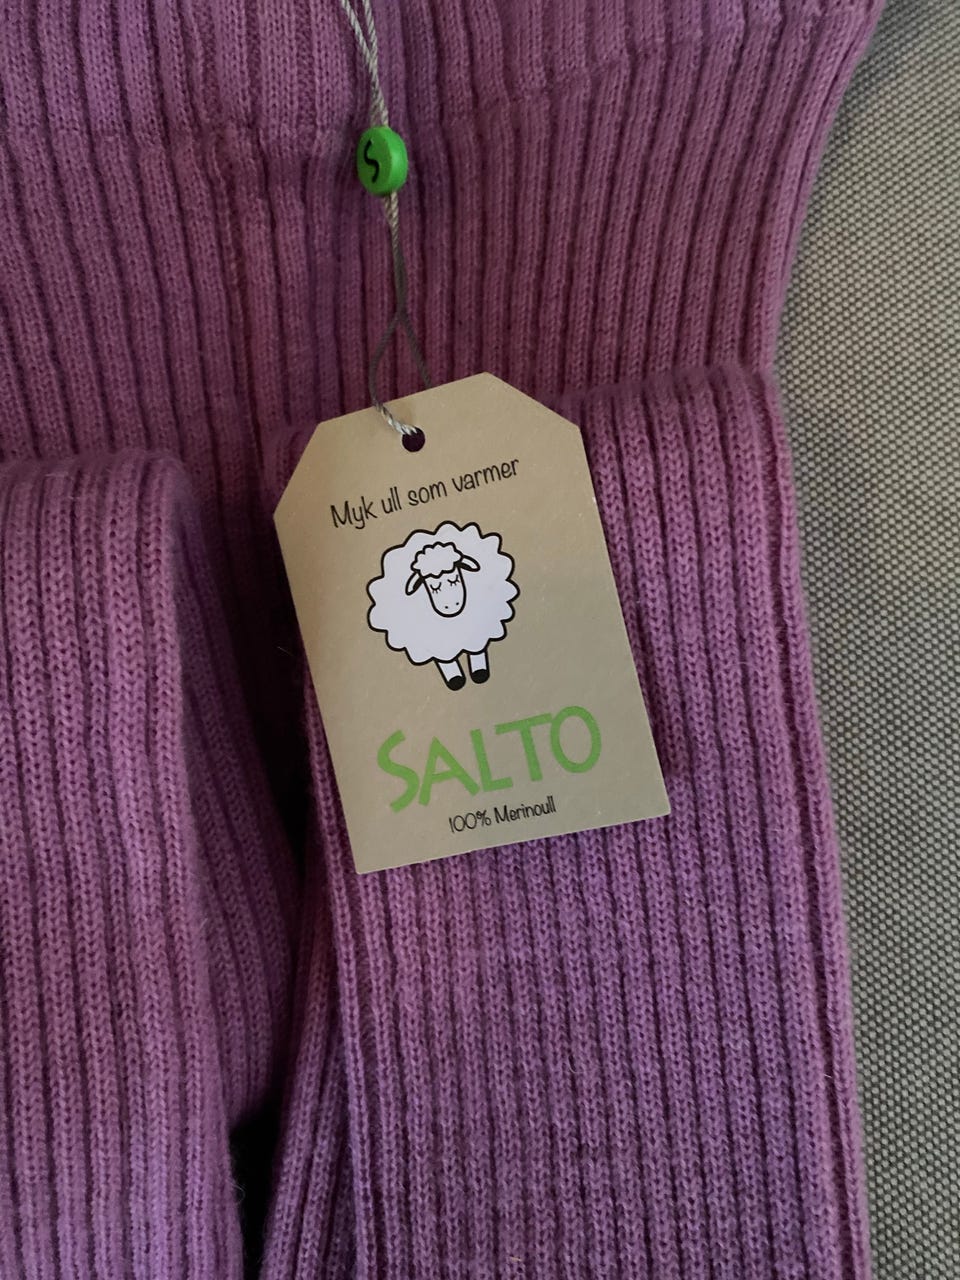 S
Myk ull som varmer
SALTO
100% Merinoull